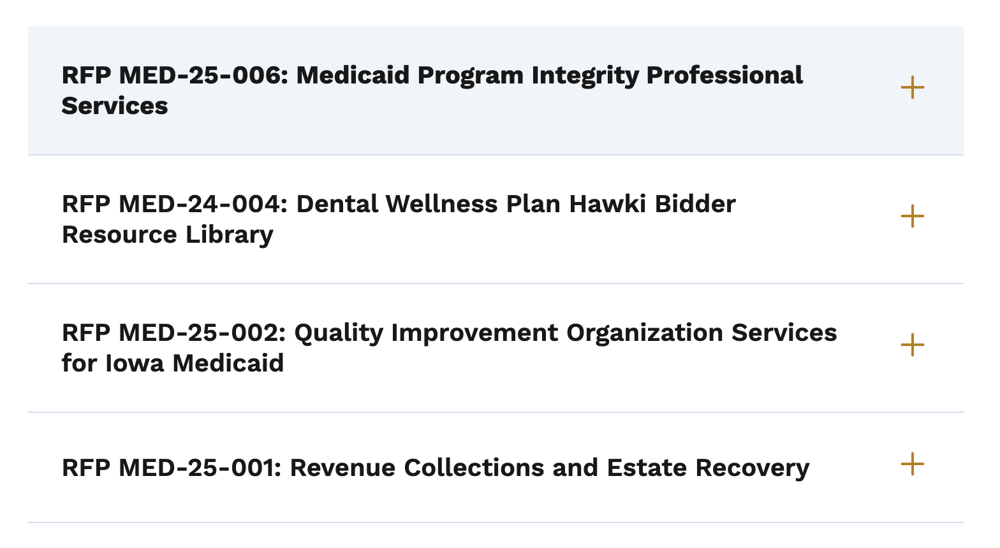 RFP MED-25-006: Medicaid Program Integrity Professional
Services
RFP MED-24-004: Dental Wellness Plan Hawki Bidder
Resource Library
RFP MED-25-002: Quality Improvement Organization Services
for Iowa Medicaid
RFP MED-25-001: Revenue Collections and Estate Recovery